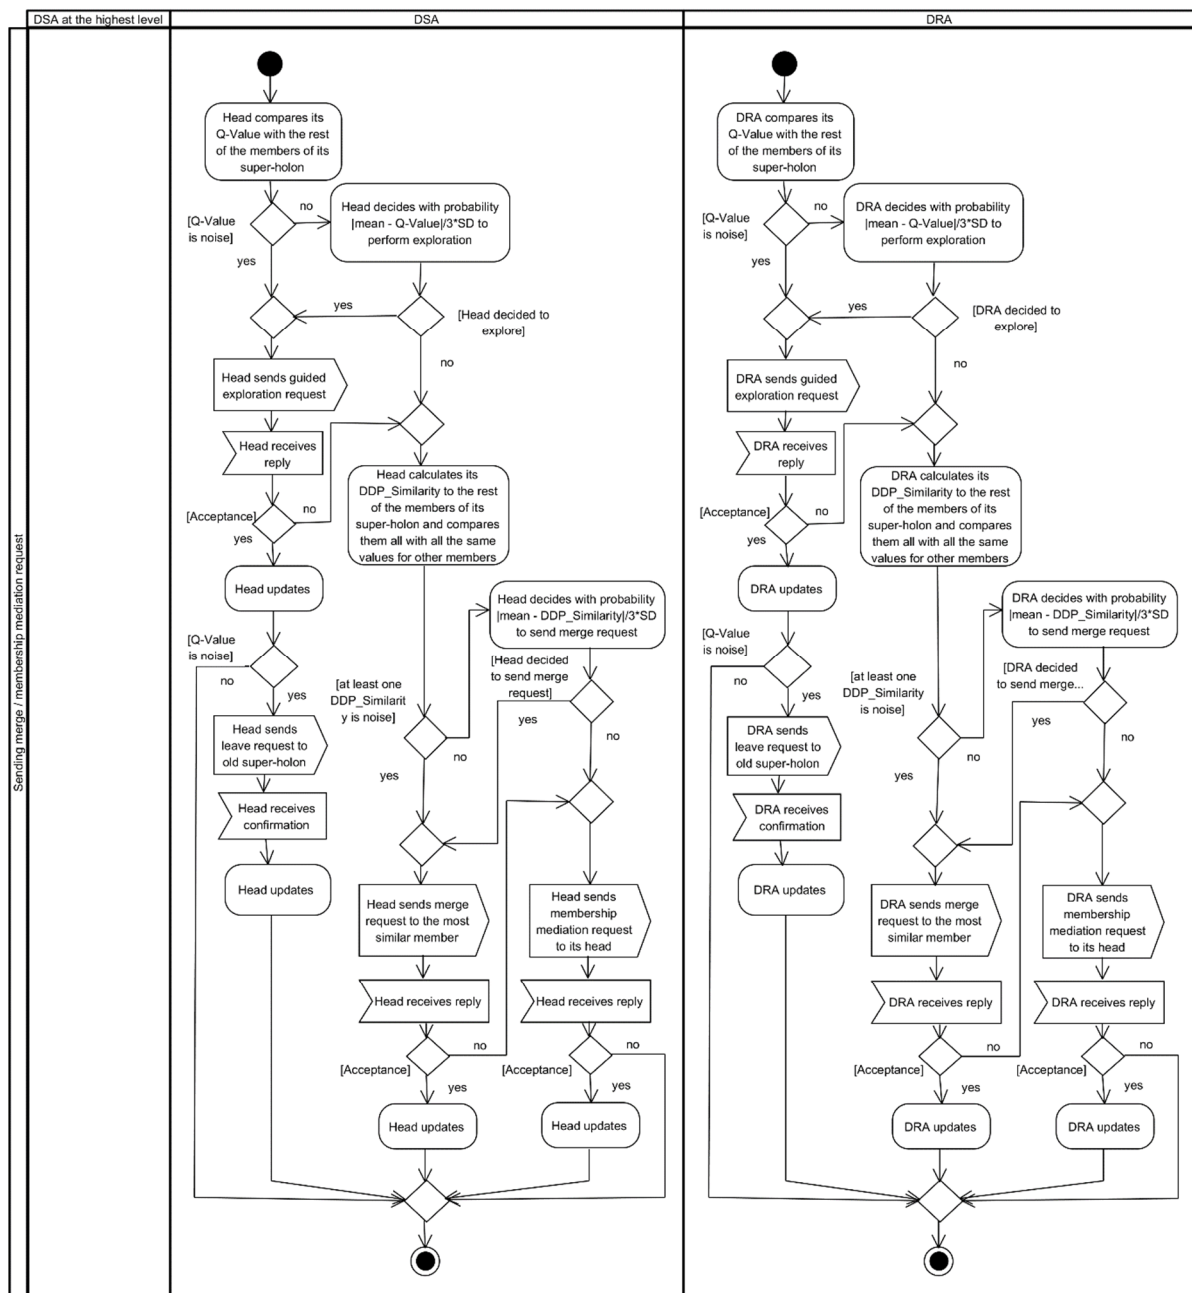 DSA at the highest level
DSA
DRA
Sending merge / membership mediation request
Head compares its
Q-Value with the rest
of the members of its
super-holon
[Q-Value
is noise]
no
Head decides with probability
|mean - Q-Value|/3*SD to
perform exploration
yes
yes
[Head decided to
explore]
no
Head sends guided
exploration request
Head receives
reply
[Acceptance]
no
yes
Head calculates its
DDP_Similarity to the rest
of the members of its
super-holon and compares
them all with all the same
values for other members
Head updates
[Q-Value
is noise]
no
yes
Head decides with probability
|mean - DDP_Similarity|/3*SD
to send merge request
[Head decided
to send merge
request]
[at least one
DDP_Similarit
y is noise]
yes
no
no
yes
Head sends
leave request to
old super-holon
Head receives
confirmation
Head updates
Head sends merge
request to the most
similar member
Head sends
membership
mediation request
to its head
Head receives reply
Head receives reply
[Acceptance]
no
yes
[Acceptance]
no
yes
Head updates
Head updates
DRA compares its
Q-Value with the rest
of the members of its
super-holon
[Q-Value
is noise]
no
DRA decides with probability
|mean - Q-Value|/3*SD to
perform exploration
yes
yes
[DRA decided to
explore]
no
DRA sends guided
exploration request
DRA receives
reply
[Acceptance]
no
yes
DRA calculates its
DDP_Similarity to the rest
of the members of its
super-holon and compares
them all with all the same
values for other members
DRA updates
[Q-Value
is noise]
no
yes
DRA decides with probability
|mean - DDP_Similarity|/3*SD
to send merge request
[DRA decided
to send merge...
[at least one
DDP_Similarity
is noise]
yes
no
no
yes
DRA sends
leave request to
old super-holon
DRA receives
confirmation
DRA updates
DRA sends merge
request to the most
similar member
DRA sends
membership
mediation request
to its head
DRA receives reply
DRA receives reply
[Acceptance]
no
yes
[Acceptance]
no
yes
DRA updates
DRA updates